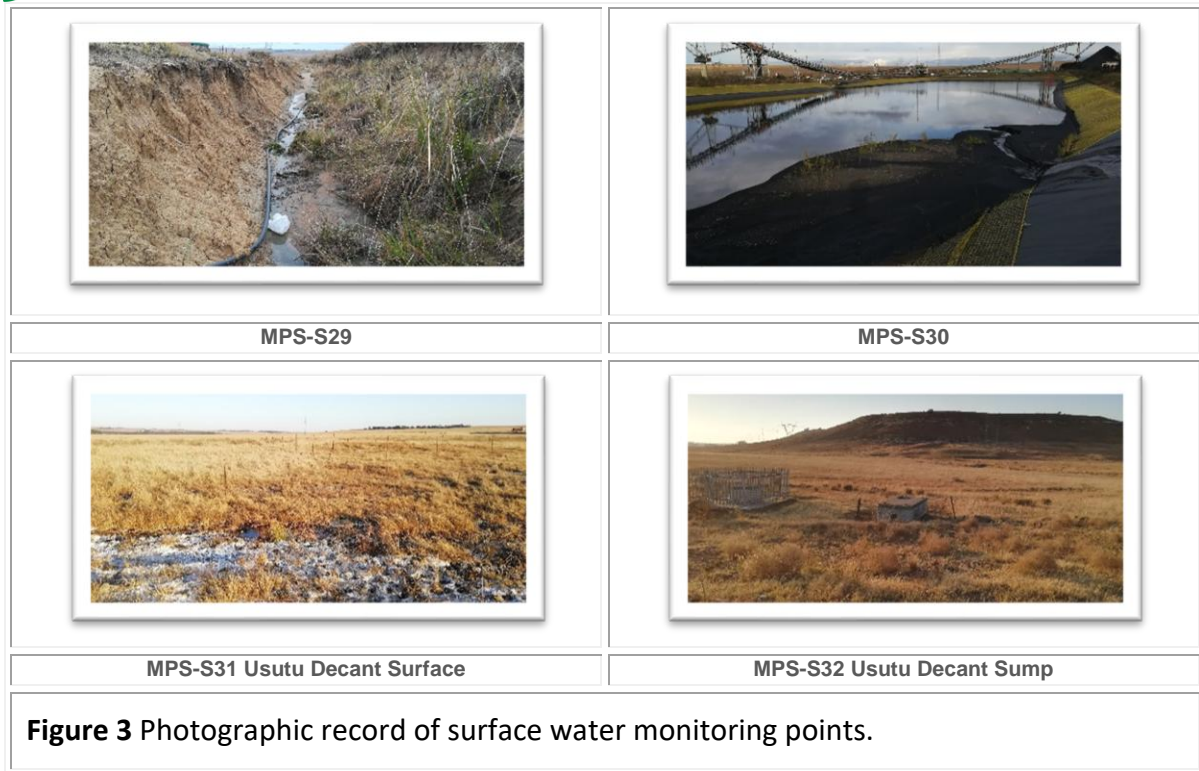 MPS-S29
MPS-S30
MPS-S31 Usutu Decant Surface
MPS-S32 Usutu Decant Sump
Figure 3 Photographic record of surface water monitoring points.